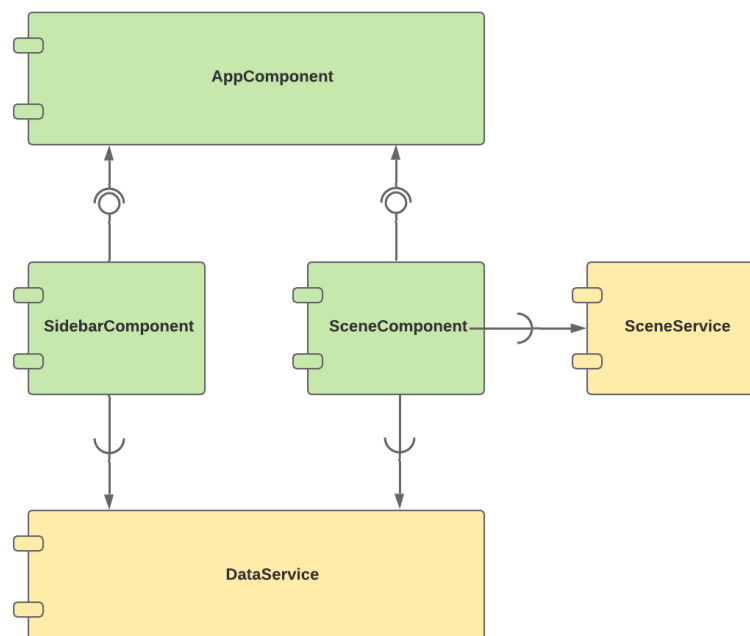 AppComponent
SidebarComponent
SceneComponent
SceneService
DataService